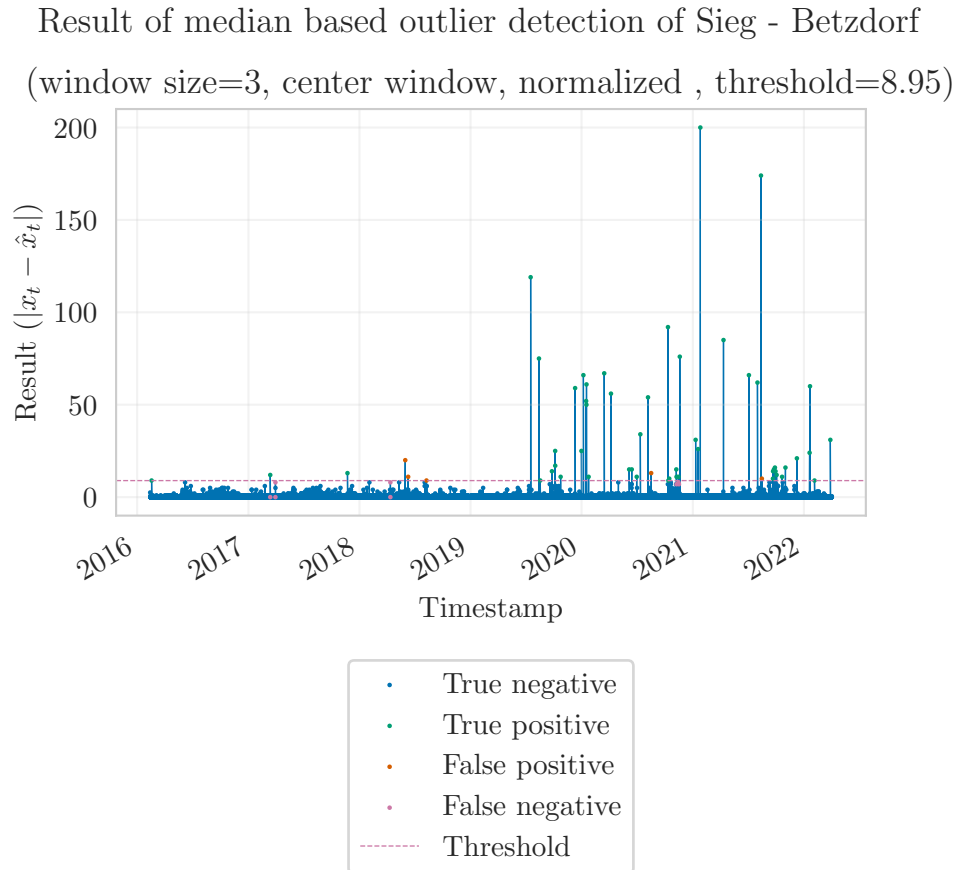 Result of median based outlier detection of Sieg - Betzdorf
(window size=3, center window, normalized , threshold=8.95)
200
150
100
50
0
Result (|x_t − x̂_t|)
2016
2017
2018
2019
2020
2021
2022
Timestamp
True negative
True positive
False positive
False negative
Threshold